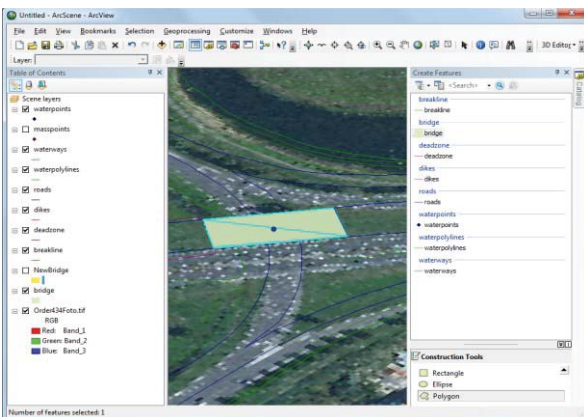 Untitled - ArcScene - ArcView
File Edit View Bookmarks Selection Geoprocessing Customize Windows Help
3D Editor
Layer:
Table of Contents
Scene layers
waterpoints
masspoints
waterways
waterpolylines
roads
dikes
deadzone
breakline
NewBridge
bridge
Order434Foto.tif
RGB
Red: Band_1
Green: Band_2
Blue: Band_3
Number of features selected: 1
Create Features
<Search>
breakline
breakline
bridge
bridge
deadzone
deadzone
dikes
dikes
roads
roads
waterpoints
waterpoints
waterpolylines
waterpolylines
waterways
waterways
Construction Tools
Rectangle
Ellipse
Polygon
Catalog